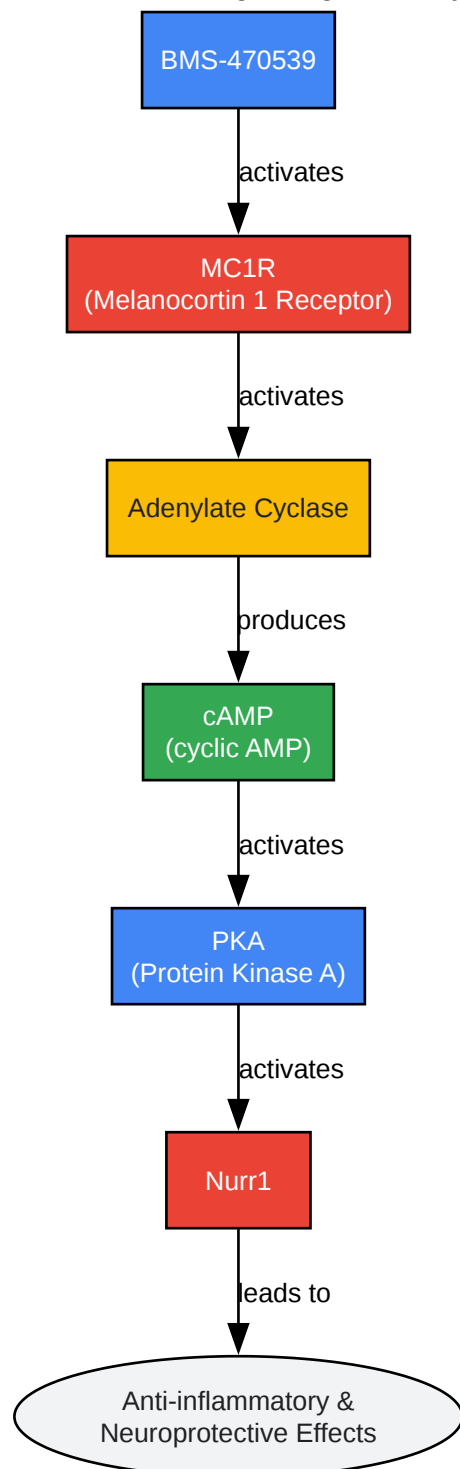 BMS-470539
activates
MC1R
(Melanocortin 1 Receptor)
activates
Adenylate Cyclase
produces
cAMP
(cyclic AMP)
activates
PKA
(Protein Kinase A)
activates
Nurr1
leads to
Anti-inflammatory &
Neuroprotective Effects